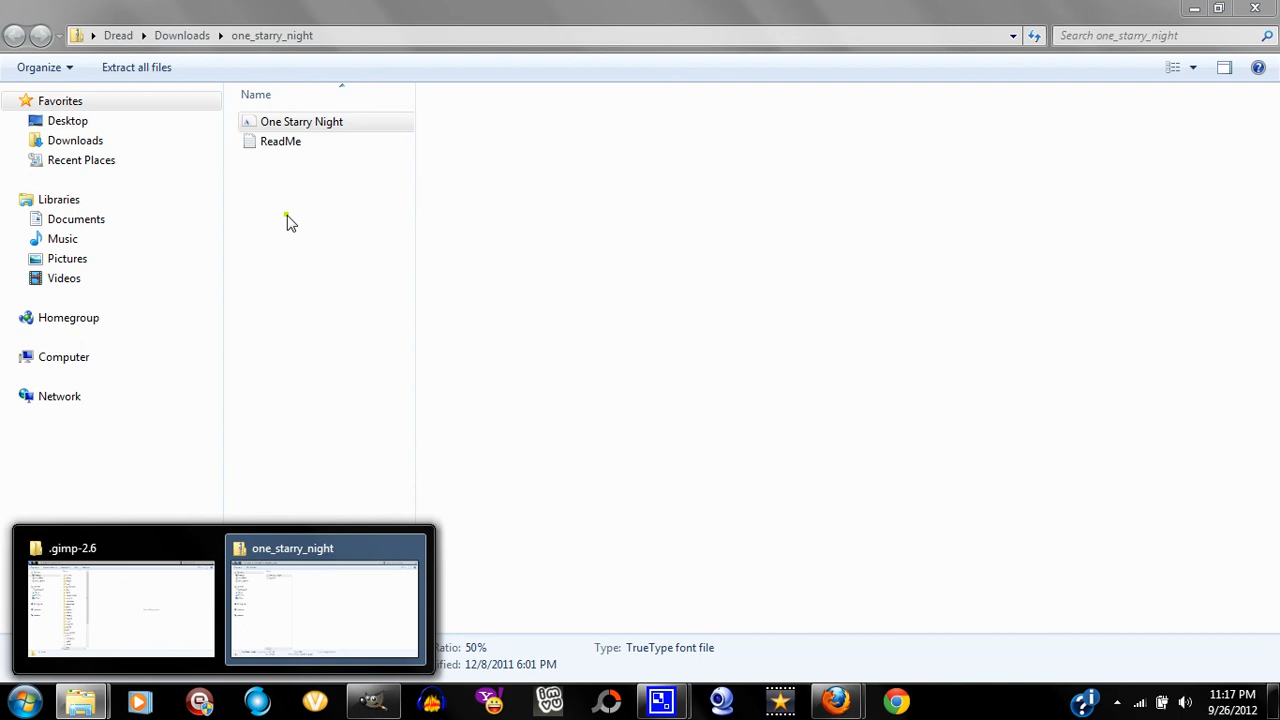 Dread Downloads one_starry_night
Search one_starry_night
Organize Extract all files
Favorites
Desktop
Downloads
Recent Places
Libraries
Documents
Music
Pictures
Videos
Homegroup
Computer
Network
Name
One Starry Night
ReadMe
.gimp-2.6
one_starry_night
Ratio: 50% Type: TrueType font file
12/8/2011 6:01 PM
11:17 PM
9/26/2012